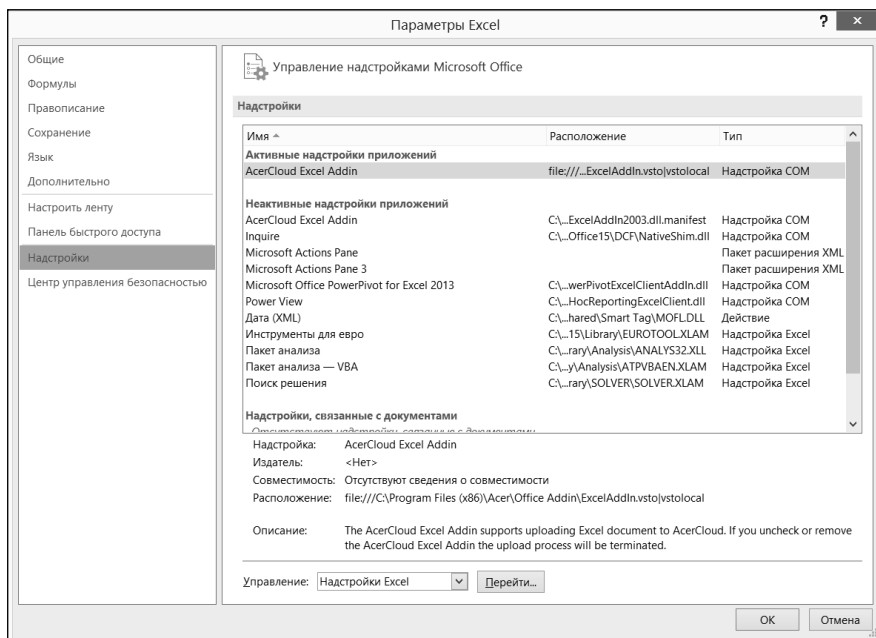 Параметры Excel
Общие
Формулы
Правописание
Сохранение
Язык
Дополнительно
Настроить ленту
Панель быстрого доступа
Надстройки
Центр управления безопасностью
Управление надстройками Microsoft Office
Надстройки
Имя Расположение Тип
Активные надстройки приложений
AcerCloud Excel Addin file:///...ExcelAddIn.vsto|vstolocal Надстройка COM
Неактивные надстройки приложений
AcerCloud Excel Addin C:\...ExcelAddIn2003.dll.manifest Надстройка COM
Inquire C:\...Office15\DCF\NativeShim.dll Надстройка COM
Microsoft Actions Pane Пакет расширения XML
Microsoft Actions Pane 3 Пакет расширения XML
Microsoft Office PowerPivot for Excel 2013 C:\...werPivotExcelClientAddIn.dll Надстройка COM
Power View C:\...HocReportingExcelClient.dll Надстройка COM
Дата (XML) C:\...hared\Smart Tag\MOFL.DLL Действие
Инструменты для евро C:\...15\Library\EUROTOOL.XLAM Надстройка Excel
Пакет анализа C:\...rary\Analysis\ANALYS32.XLL Надстройка Excel
Пакет анализа — VBA C:\...y\Analysis\ATPVBAEN.XLAM Надстройка Excel
Поиск решения C:\...rary\SOLVER\SOLVER.XLAM Надстройка Excel
Надстройки, связанные с документами
Отсутствуют надстройки, связанные с документами
Надстройка: AcerCloud Excel Addin
Издатель: <Нет>
Совместимость: Отсутствуют сведения о совместимости
Расположение: file:///C:\Program Files (x86)\Acer\Office Addin\ExcelAddIn.vsto|vstolocal
Описание: The AcerCloud Excel Addin supports uploading Excel document to AcerCloud. If you uncheck or remove
the AcerCloud Excel Addin the upload process will be terminated.
Управление: Надстройки Excel Перейти...
ОК Отмена